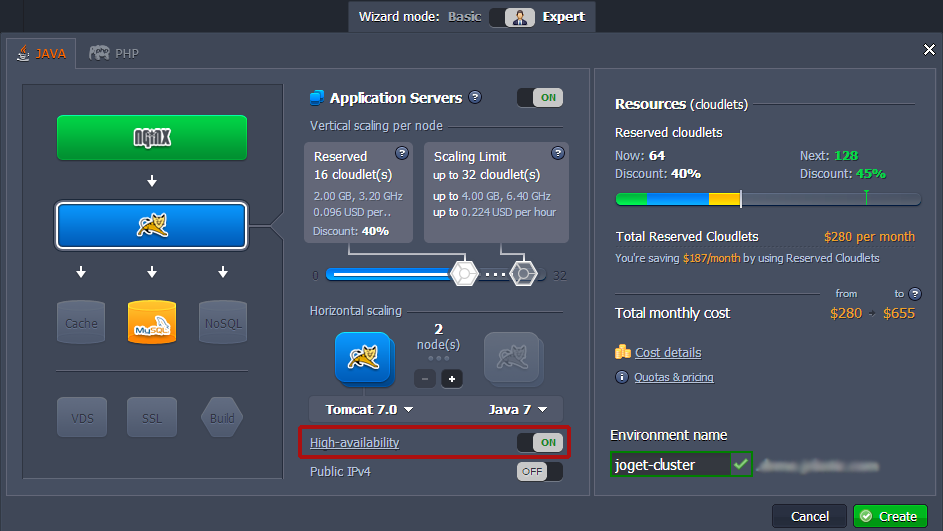 Wizard mode: Basic Expert
JAVA PHP
NGINX
Cache MySQL NoSQL
VDS SSL Build
Application Servers ? ON
Vertical scaling per node
Reserved ?
16 cloudlet(s)
2.00 GB, 3.20 GHz
0.096 USD per..
Discount: 40%
Scaling Limit ?
up to 32 cloudlet(s)
up to 4.00 GB, 6.40 GHz
up to 0.224 USD per hour
0 32
Horizontal scaling
2
node(s)
- +
Tomcat 7.0 Java 7
High-availability ON
Public IPv4 OFF
Resources (cloudlets)
Reserved cloudlets
Now: 64 Next: 128
Discount: 40% Discount: 45%
Total Reserved Cloudlets $280 per month
You're saving $187/month by using Reserved Cloudlets
from to ?
Total monthly cost $280 $655
Cost details
Quotas & pricing
Environment name
joget-cluster
Cancel Create